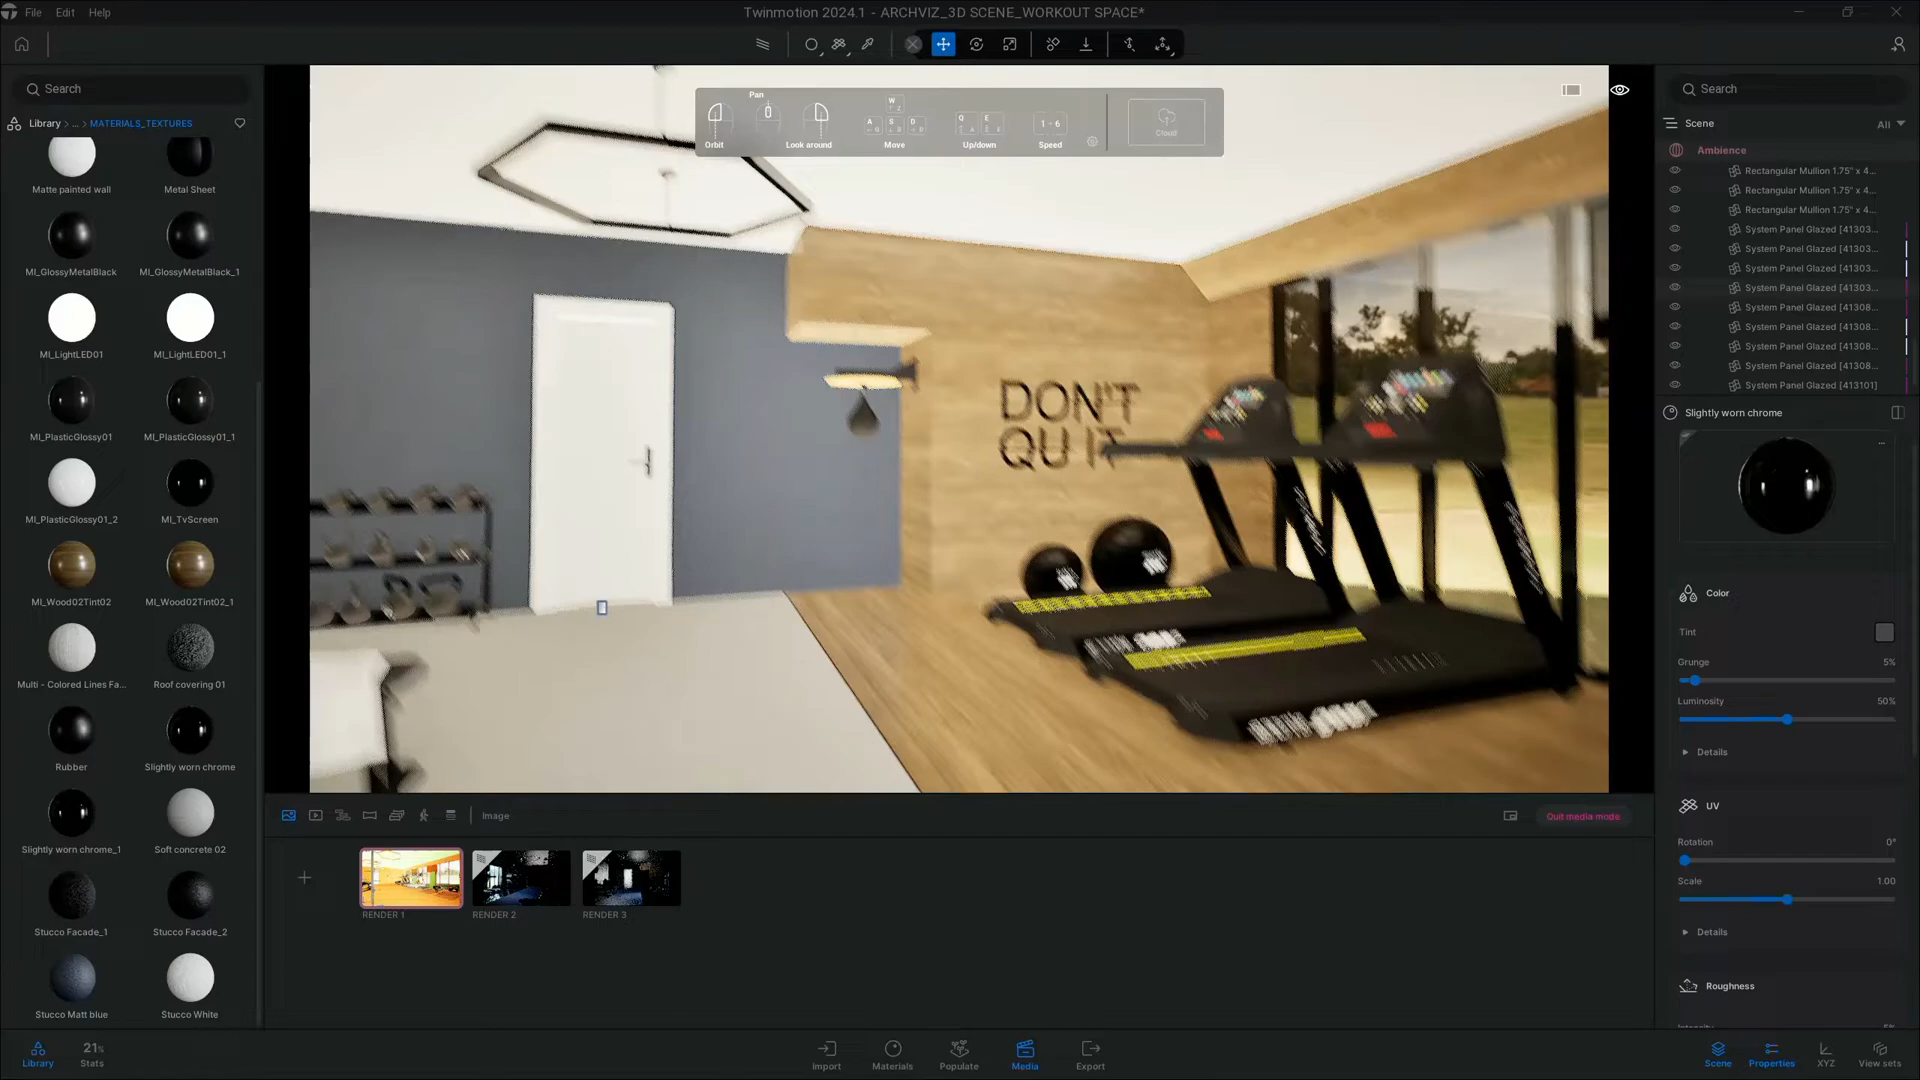 File Edit Help
Twinmotion 2024.1 - ARCHVIZ_3D SCENE_WORKOUT SPACE*
Search
Library > ... > MATERIALS_TEXTURES
Matte painted wall
Metal Sheet
MI_GlossyMetalBlack
MI_GlossyMetalBlack_1
MI_LightLED01
MI_LightLED01_1
MI_PlasticGlossy01
MI_PlasticGlossy01_1
MI_PlasticGlossy01_2
MI_TvScreen
MI_Wood02Tint02
MI_Wood02Tint02_1
Multi - Colored Lines Fa...
Roof covering 01
Rubber
Slightly worn chrome
Slightly worn chrome_1
Soft concrete 02
Stucco Facade_1
Stucco Facade_2
Stucco Matt blue
Stucco White
Library
21%
Stats
Pan
Orbit
Look around
W
A S D
Move
Q E
Up/down
1 - 6
Speed
Cloud
DON'T
QU IT
Image
Quit media mode
RENDER 1
RENDER 2
RENDER 3
Import
Materials
Populate
Media
Export
Search
Scene
All
Ambience
Rectangular Mullion 1.75" x 4...
Rectangular Mullion 1.75" x 4...
Rectangular Mullion 1.75" x 4...
System Panel Glazed [41303...
System Panel Glazed [41303...
System Panel Glazed [41303...
System Panel Glazed [41303...
System Panel Glazed [41308...
System Panel Glazed [41308...
System Panel Glazed [41308...
System Panel Glazed [41308...
System Panel Glazed [413101]
Slightly worn chrome
...
Color
Tint
Grunge 5%
Luminosity 50%
Details
UV
Rotation 0°
Scale 1.00
Details
Roughness
Scene
Properties
XYZ
View sets